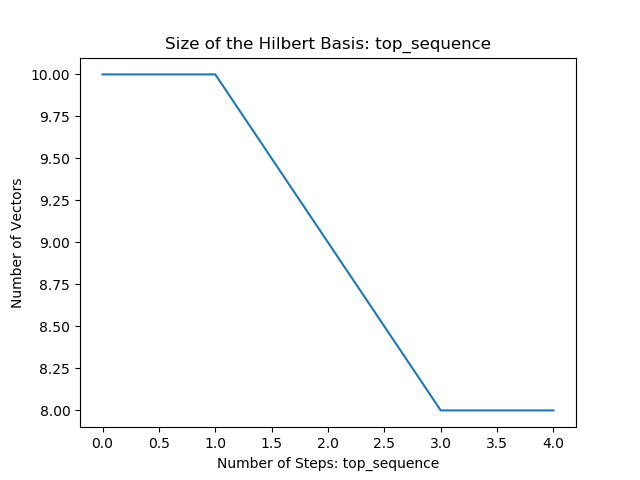 Size of the Hilbert Basis: top_sequence
Number of Vectors
10.00
9.75
9.50
9.25
9.00
8.75
8.50
8.25
8.00
0.0 0.5 1.0 1.5 2.0 2.5 3.0 3.5 4.0
Number of Steps: top_sequence